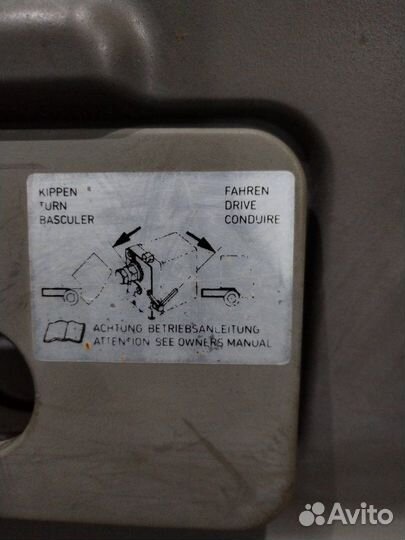 KIPPEN
TURN
BASCULER
FAHREN
DRIVE
CONDUIRE
ACHTUNG BETRIEBSANLEITUNG
ATTENTION SEE OWNERS MANUAL
Avito